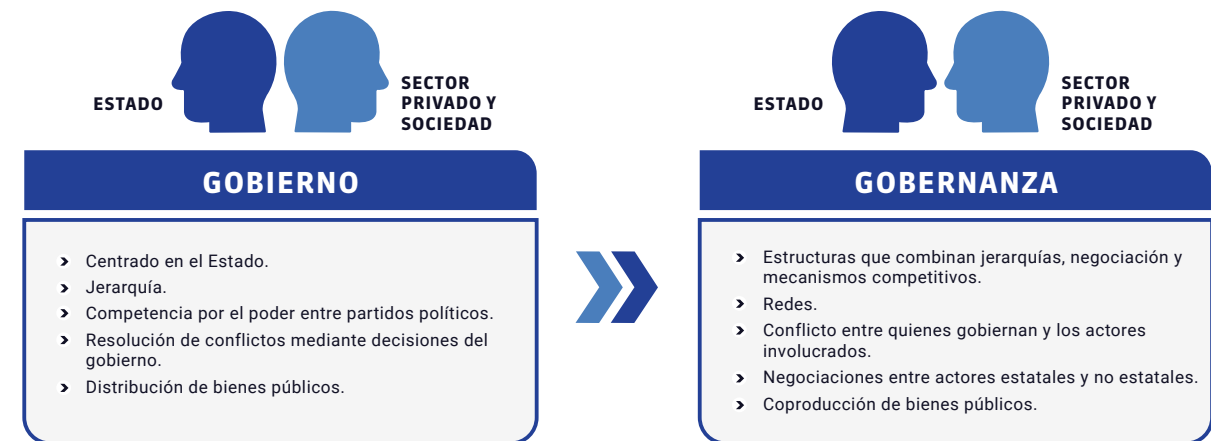 ESTADO
SECTOR
PRIVADO Y
SOCIEDAD
GOBIERNO
Centrado en el Estado.
Jerarquía.
Competencia por el poder entre partidos políticos.
Resolución de conflictos mediante decisiones del
gobierno.
Distribución de bienes públicos.
ESTADO
SECTOR
PRIVADO Y
SOCIEDAD
GOBERNANZA
Estructuras que combinan jerarquías, negociación y
mecanismos competitivos.
Redes.
Conflicto entre quienes gobiernan y los actores
involucrados.
Negociaciones entre actores estatales y no estatales.
Coproducción de bienes públicos.